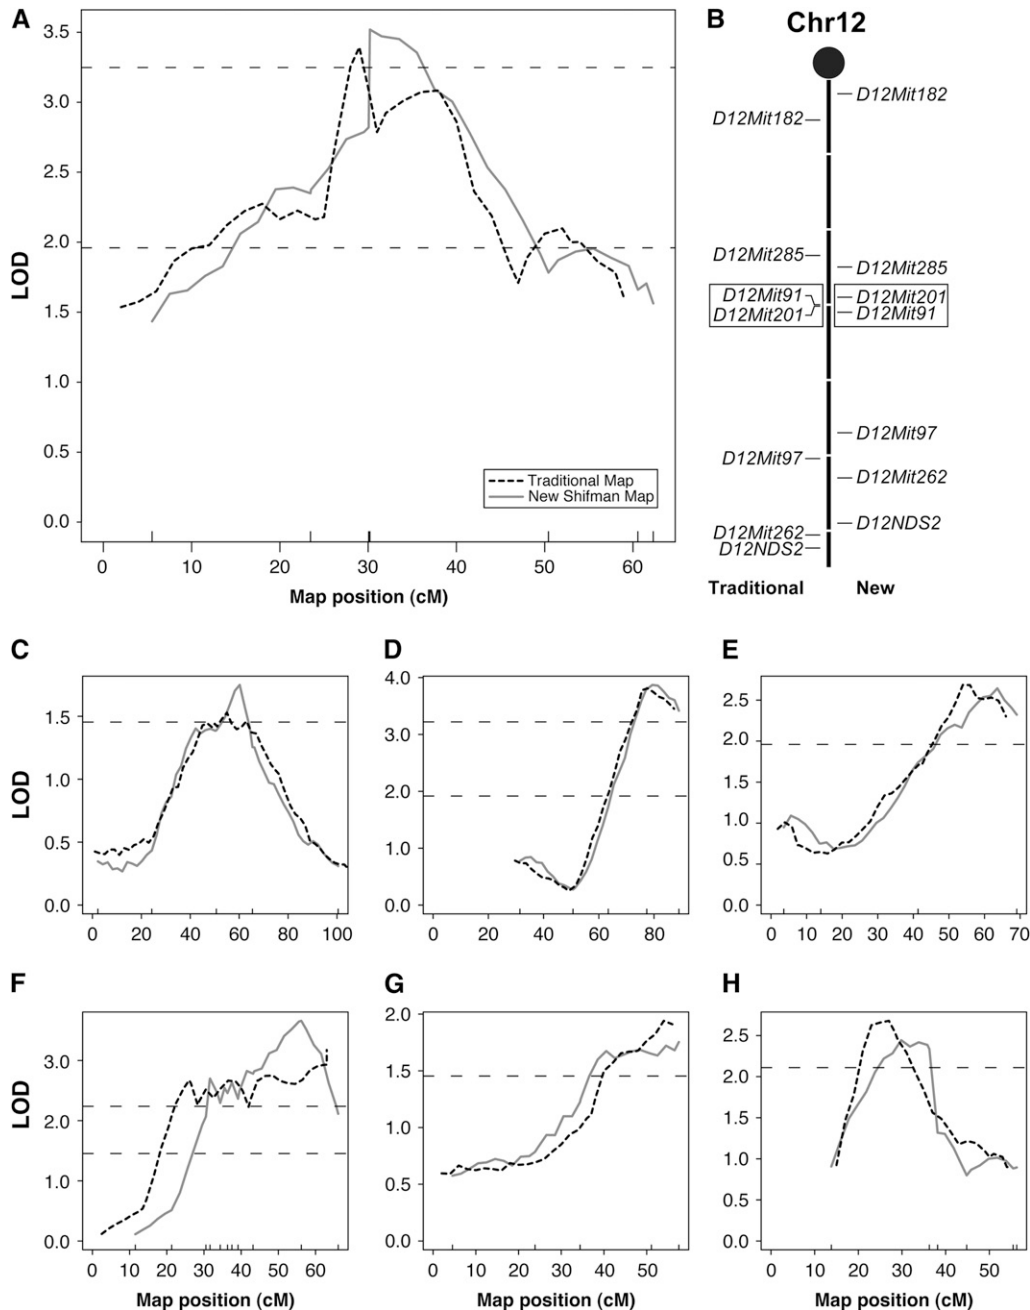 A
3.5
3.0
2.5
2.0
1.5
1.0
0.5
0.0
LOD
Traditional Map
New Shifman Map
0 10 20 30 40 50 60
Map position (cM)
B
Chr12
D12Mit182
D12Mit182
D12Mit285
D12Mit285
D12Mit91
D12Mit201
D12Mit201
D12Mit91
D12Mit97
D12Mit97
D12Mit262
D12NDS2
D12Mit262
D12NDS2
Traditional New
C
1.5
1.0
0.5
0.0
LOD
0 20 40 60 80 100
D
4.0
3.0
2.0
1.0
0.0
0 20 40 60 80
E
2.5
2.0
1.5
1.0
0.5
0.0
0 10 20 30 40 50 60 70
F
3.0
2.0
1.0
0.0
LOD
0 10 20 30 40 50 60
Map position (cM)
G
2.0
1.5
1.0
0.5
0.0
0 10 20 30 40 50
Map position (cM)
H
2.5
2.0
1.5
1.0
0.5
0.0
0 10 20 30 40 50
Map position (cM)